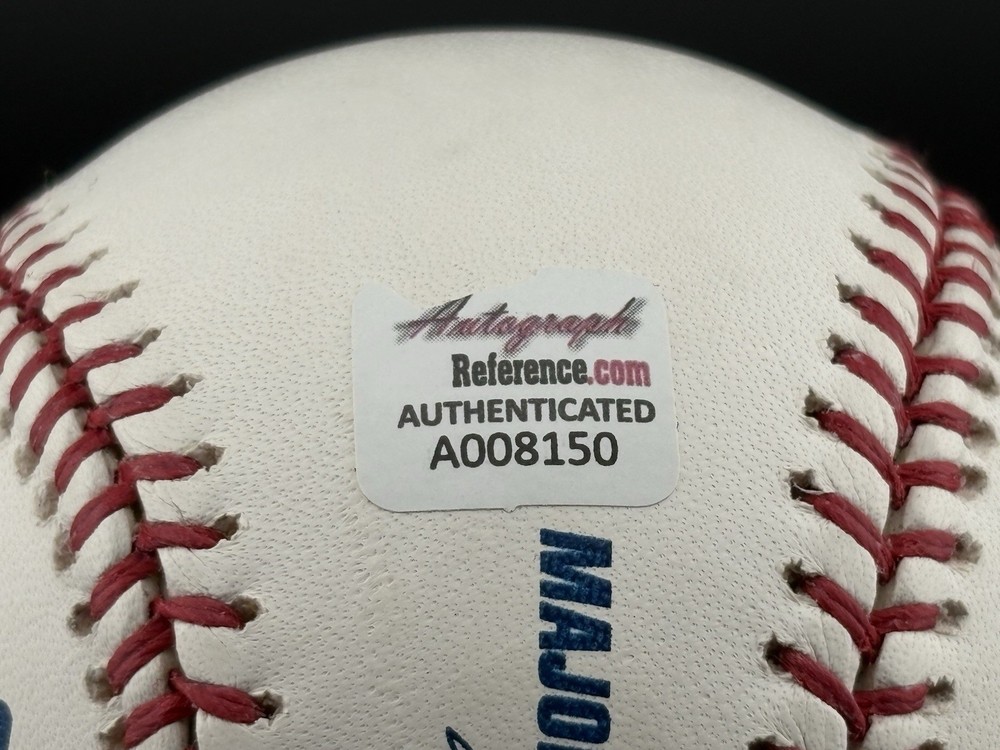 Autograph
Reference.com
AUTHENTICATED
A008150
MAJO